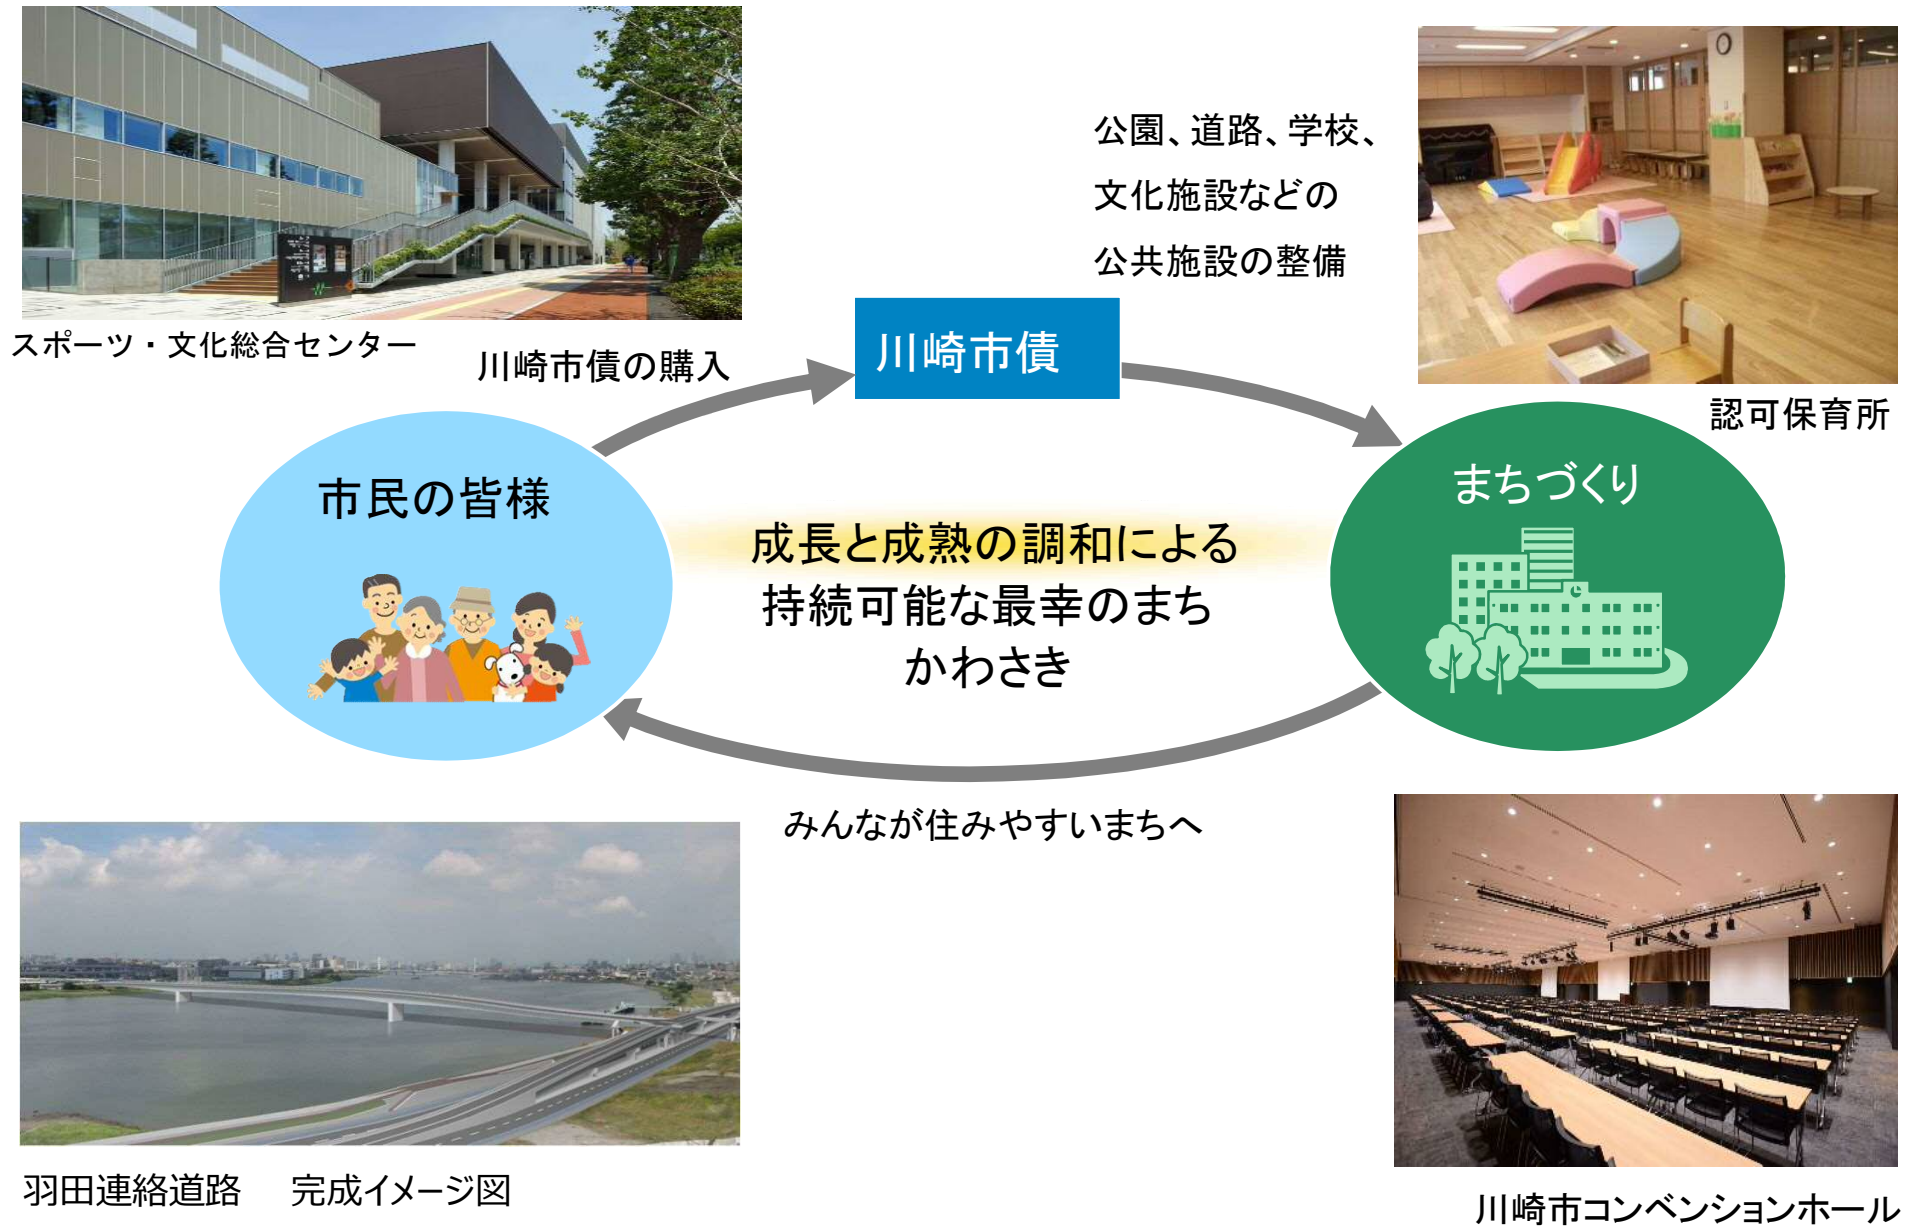 公園、道路、学校、
文化施設などの
公共施設の整備
スポーツ・文化総合センター
川崎市債の購入
川崎市債
認可保育所
市民の皆様
まちづくり
成長と成熟の調和による
持続可能な最幸のまち
かわさき
みんなが住みやすいまちへ
羽田連絡道路 完成イメージ図
川崎市コンベンションホール